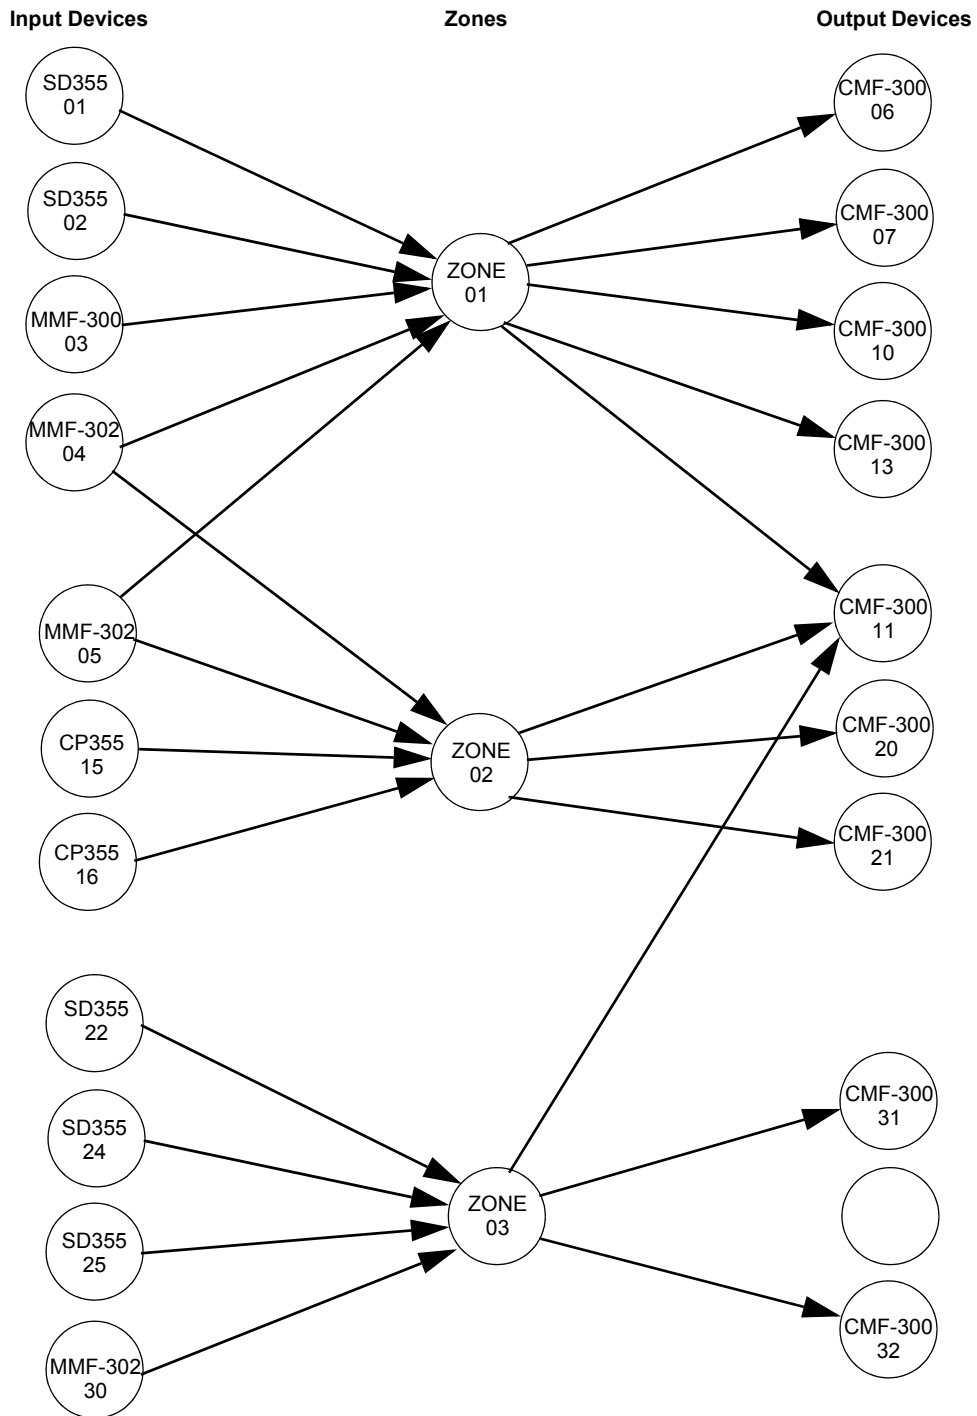 Input Devices
Zones
Output Devices
SD355
01
SD355
02
MMF-300
03
MMF-302
04
MMF-302
05
CP355
15
CP355
16
SD355
22
SD355
24
SD355
25
MMF-302
30
ZONE
01
ZONE
02
ZONE
03
CMF-300
06
CMF-300
07
CMF-300
10
CMF-300
13
CMF-300
11
CMF-300
20
CMF-300
21
CMF-300
31
CMF-300
32